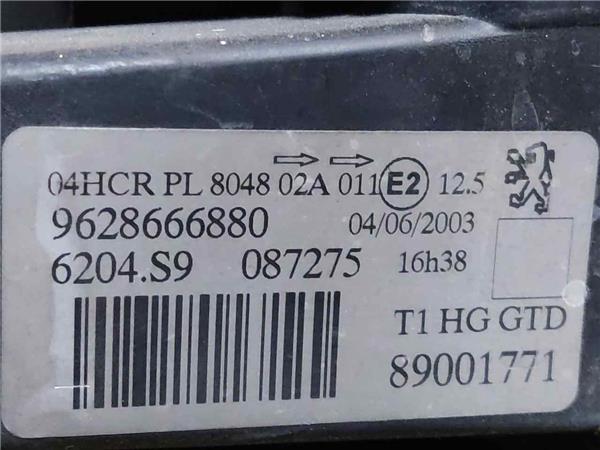 04HCR PL 8048 02A 011 E2 12.5
9628666880 04/06/2003
6204.S9 087275 16h38
T1 HG GTD
89001771